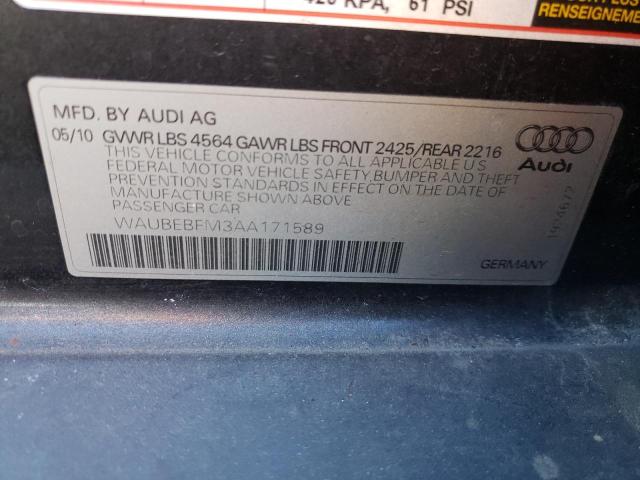 420 KPA, 61 PSI
RENSEIGNEME
MFD. BY AUDI AG
05/10 GVWR LBS 4564 GAWR LBS FRONT 2425/REAR 2216
THIS VEHICLE CONFORMS TO ALL APPLICABLE U S
FEDERAL MOTOR VEHICLE SAFETY, BUMPER AND THEFT
PREVENTION STANDARDS IN EFFECT ON THE DATE OF
MANUFACTURE SHOWN ABOVE
PASSENGER CAR
WAUBEBFM3AA171589
Audi
GERMANY